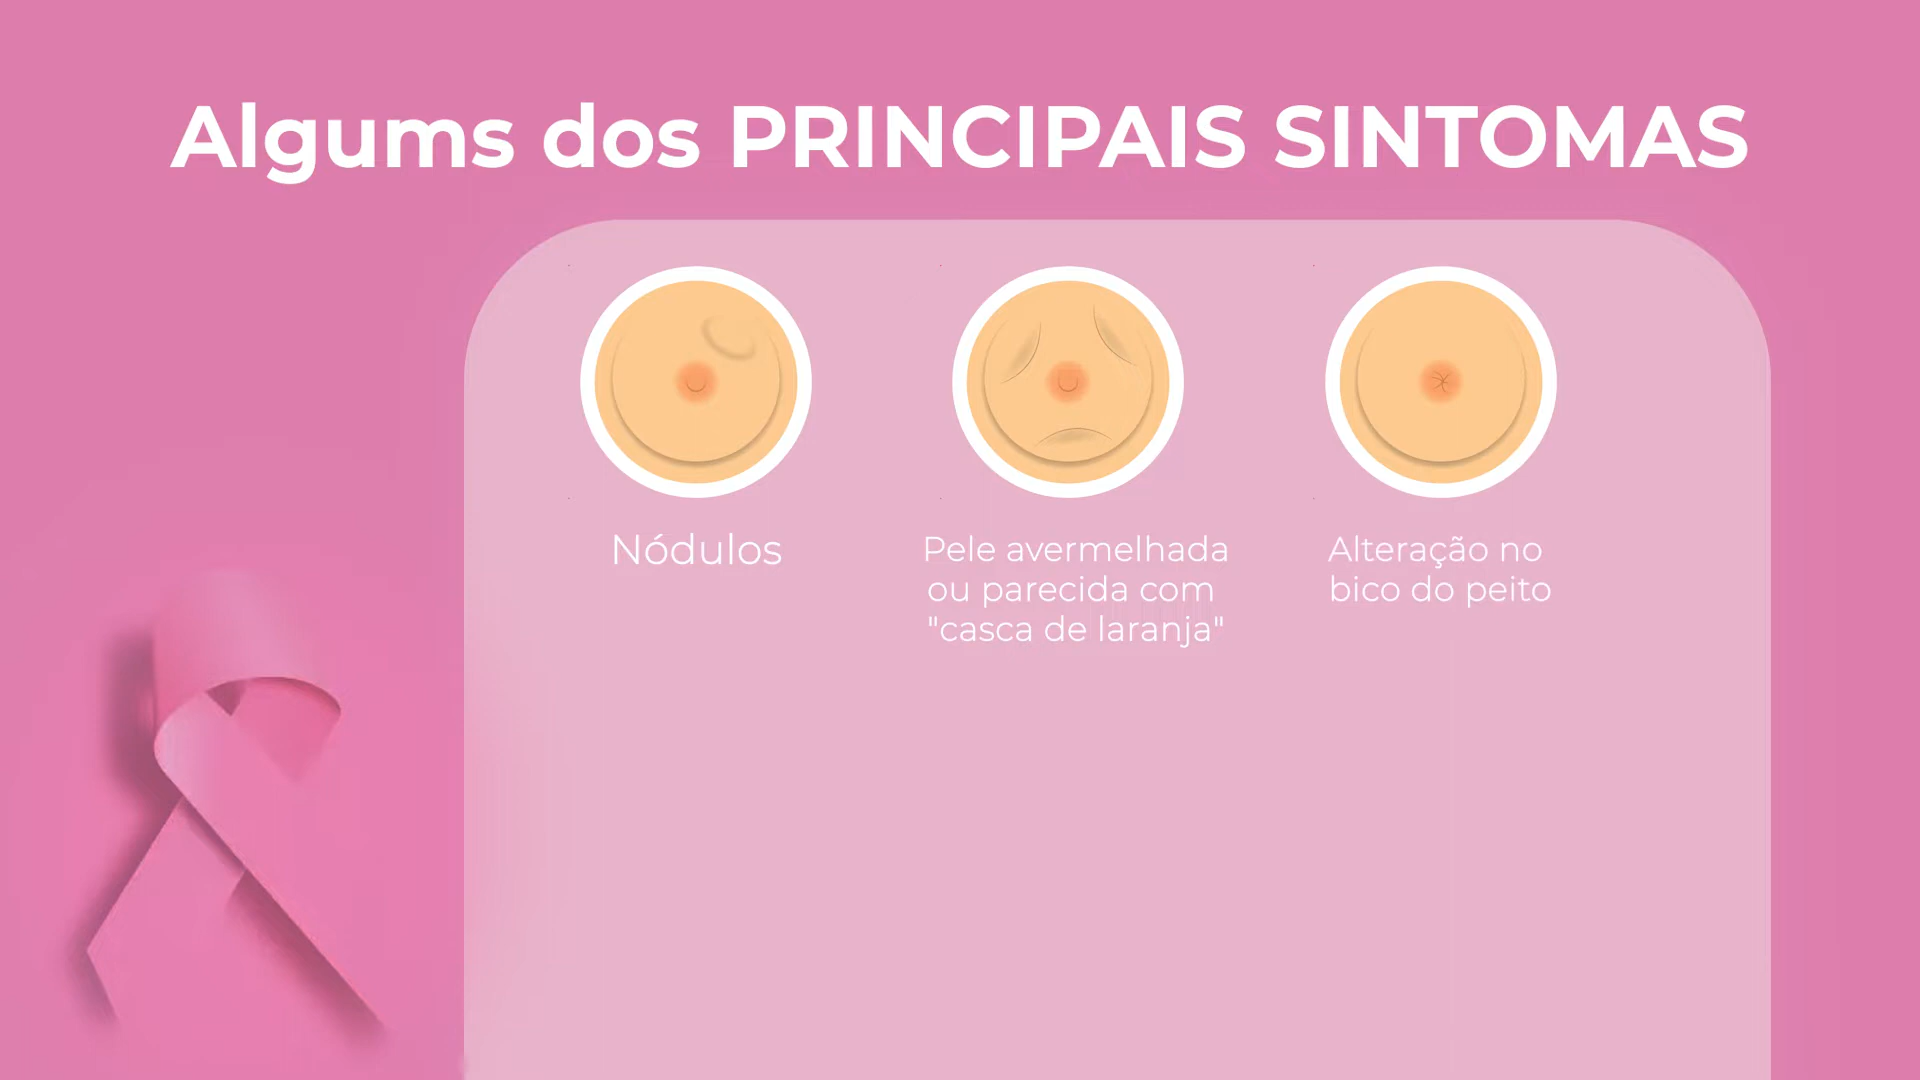 Algums dos PRINCIPAIS SINTOMAS
Nódulos
Pele avermelhada
ou parecida com
"casca de laranja"
Alteração no
bico do peito